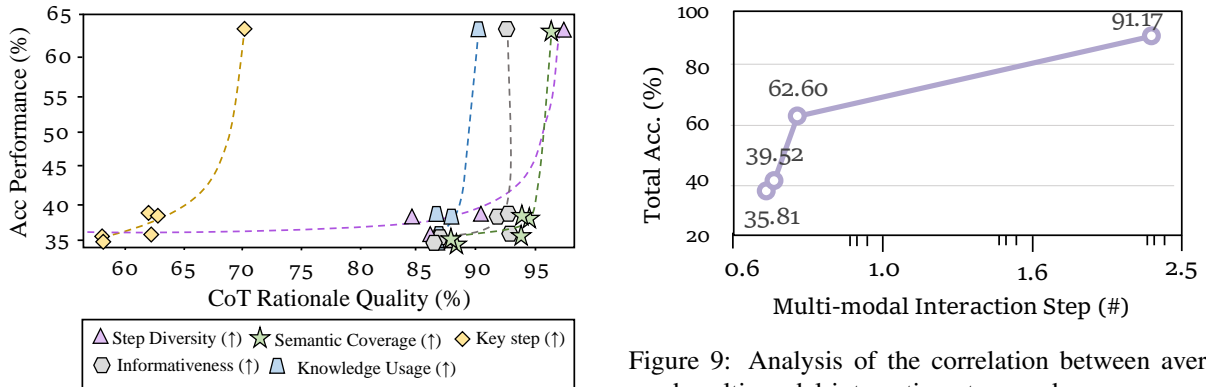 65
60
55
50
45
40
35
Acc Performance (%)
60 65 70 75 80 85 90 95
CoT Rationale Quality (%)
Step Diversity (↑) Semantic Coverage (↑) Key step (↑)
Informativeness (↑) Knowledge Usage (↑)
100
80
60
40
20
Total Acc. (%)
91.17
62.60
39.52
35.81
0.6 1.0 1.6 2.5
Multi-modal Interaction Step (#)
Figure 9: Analysis of the correlation between aver-